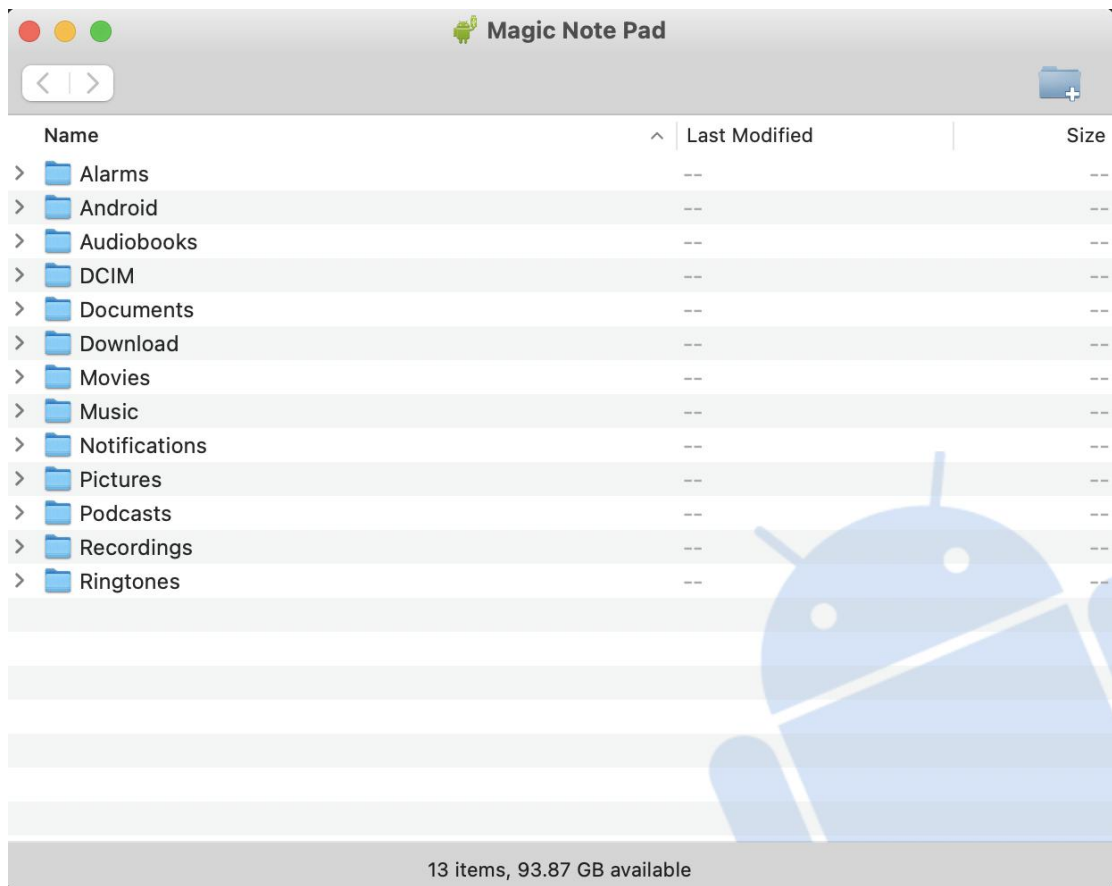 Magic Note Pad
Name Last Modified Size
Alarms -- --
Android -- --
Audiobooks -- --
DCIM -- --
Documents -- --
Download -- --
Movies -- --
Music -- --
Notifications -- --
Pictures -- --
Podcasts -- --
Recordings -- --
Ringtones -- --
13 items, 93.87 GB available